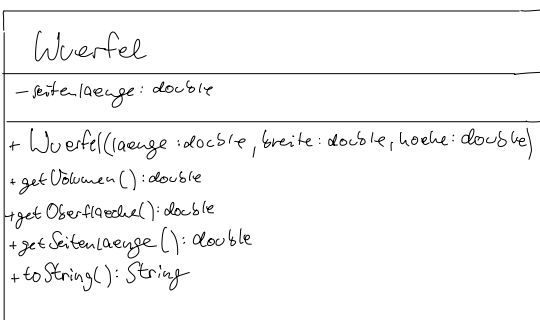 Wuerfel
- seitenlaenge: double
+ Wuerfel(laenge: double, breite: double, hoehe: double)
+ getVolumen(): double
+ getOberflaeche(): double
+ getSeitenlaenge(): double
+ toString(): String